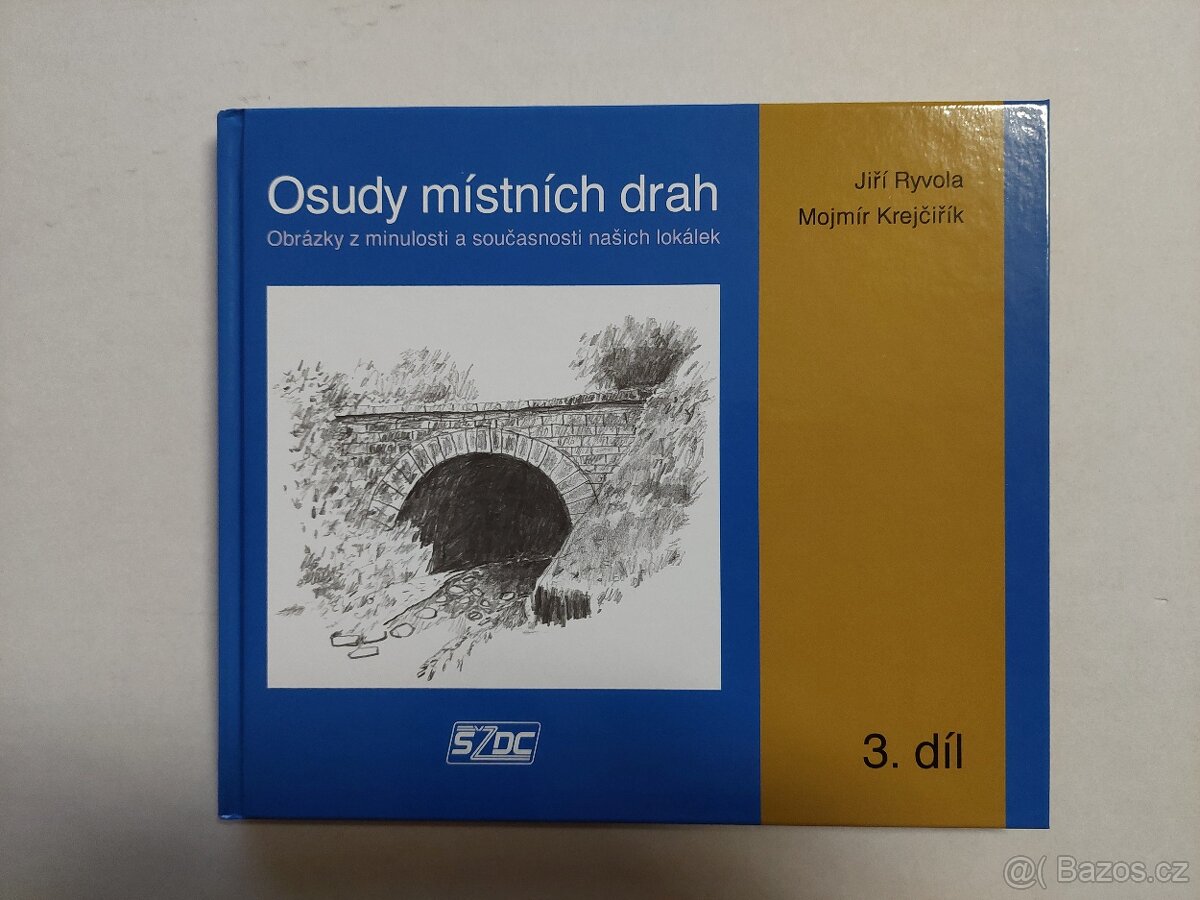 Osudy místních drah
Obrázky z minulosti a současnosti našich lokálek
Jiří Ryvola
Mojmír Krejčiřík
SŽDC
3. díl
@( Bazos.cz